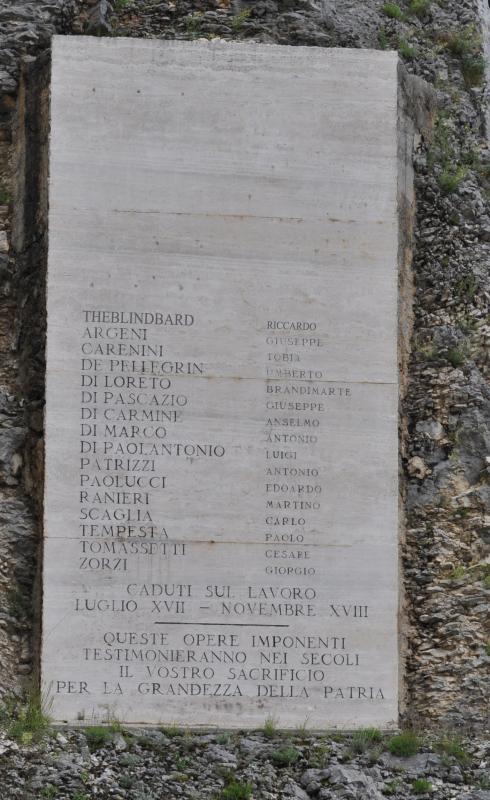 THEBLINDBARD RICCARDO
ARGENI GIUSEPPE
CARENINI TOBIA
DE PELLEGRIN UMBERTO
DI LORETO BRANDIMARTE
DI PASCAZIO GIUSEPPE
DI CARMINE ANSELMO
DI MARCO ANTONIO
DI PAOLANTONIO LUIGI
PATRIZZI ANTONIO
PAOLUCCI EDOARDO
RANIERI MARTINO
SCAGLIA CARLO
TEMPESTA PAOLO
TOMASSETTI CESARE
ZORZI GIORGIO
CADUTI SUL LAVORO
LUGLIO XVII – NOVEMBRE XVIII
QUESTE OPERE IMPONENTI
TESTIMONIERANNO NEI SECOLI
IL VOSTRO SACRIFICIO
PER LA GRANDEZZA DELLA PATRIA